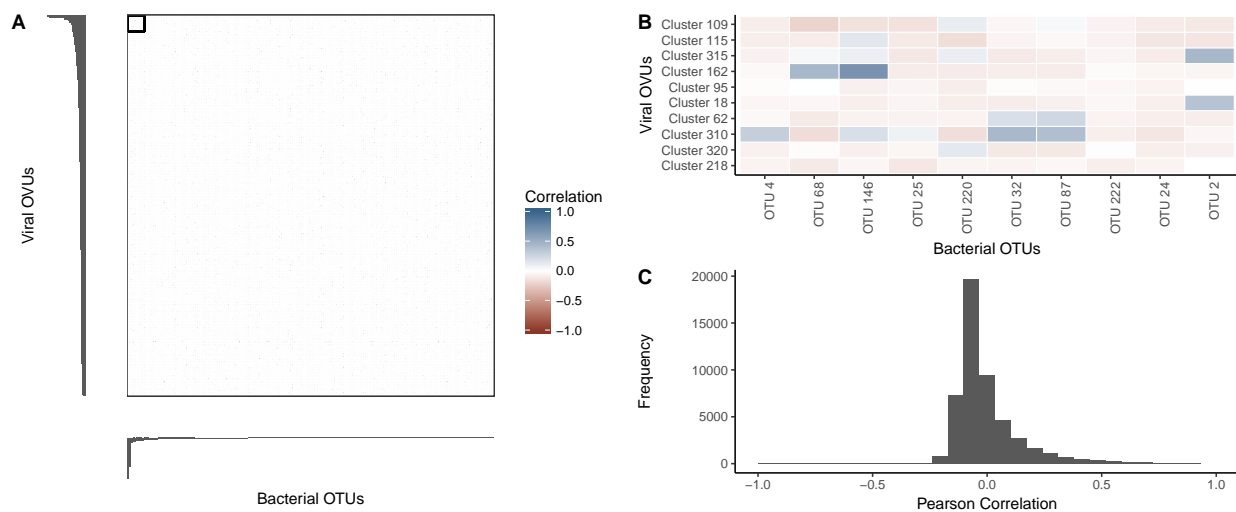 A
Viral OVUs
Bacterial OTUs
Correlation
1.0
0.5
0.0
−0.5
−1.0
B
Viral OVUs
Cluster 109
Cluster 115
Cluster 315
Cluster 162
Cluster 95
Cluster 18
Cluster 62
Cluster 310
Cluster 320
Cluster 218
OTU 4
OTU 68
OTU 146
OTU 25
OTU 220
OTU 32
OTU 87
OTU 222
OTU 24
OTU 2
Bacterial OTUs
C
Frequency
20000
15000
10000
5000
0
−1.0 −0.5 0.0 0.5 1.0
Pearson Correlation